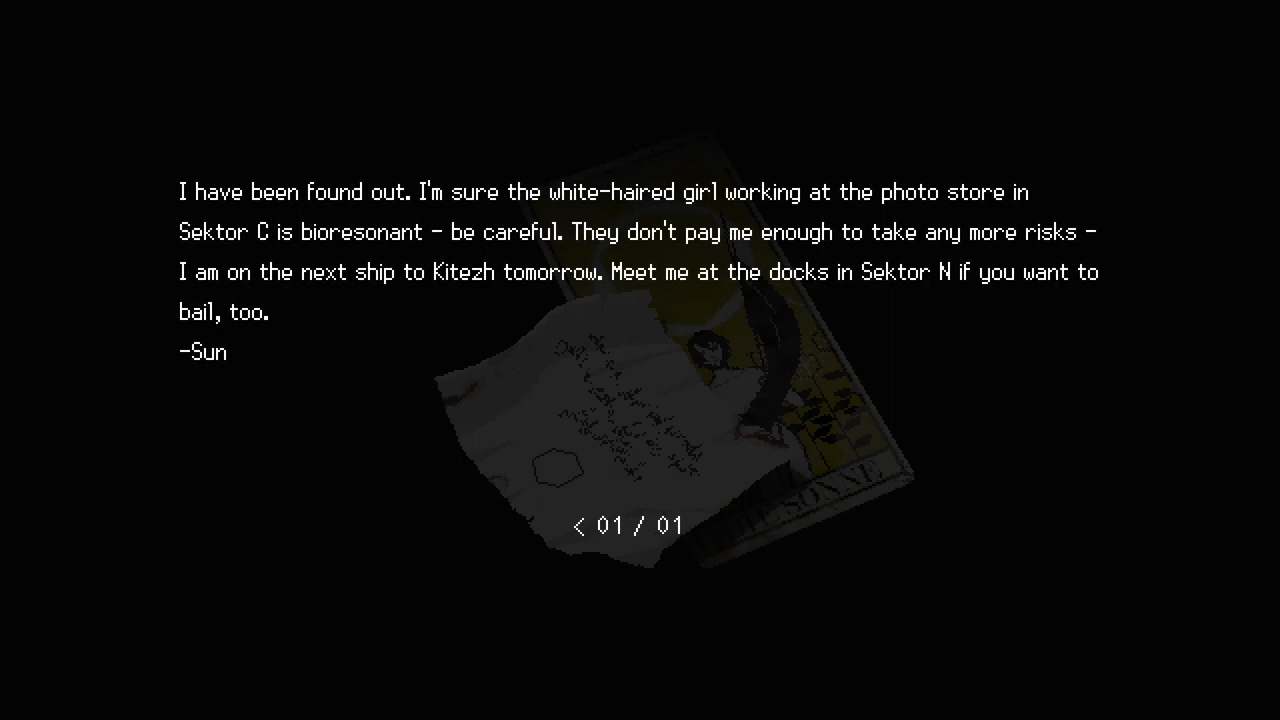 I have been found out. I'm sure the white-haired girl working at the photo store in
Sektor C is bioresonant - be careful. They don't pay me enough to take any more risks -
I am on the next ship to Kitezh tomorrow. Meet me at the docks in Sektor N if you want to
bail, too.
-Sun
SONNE
< 01 / 01